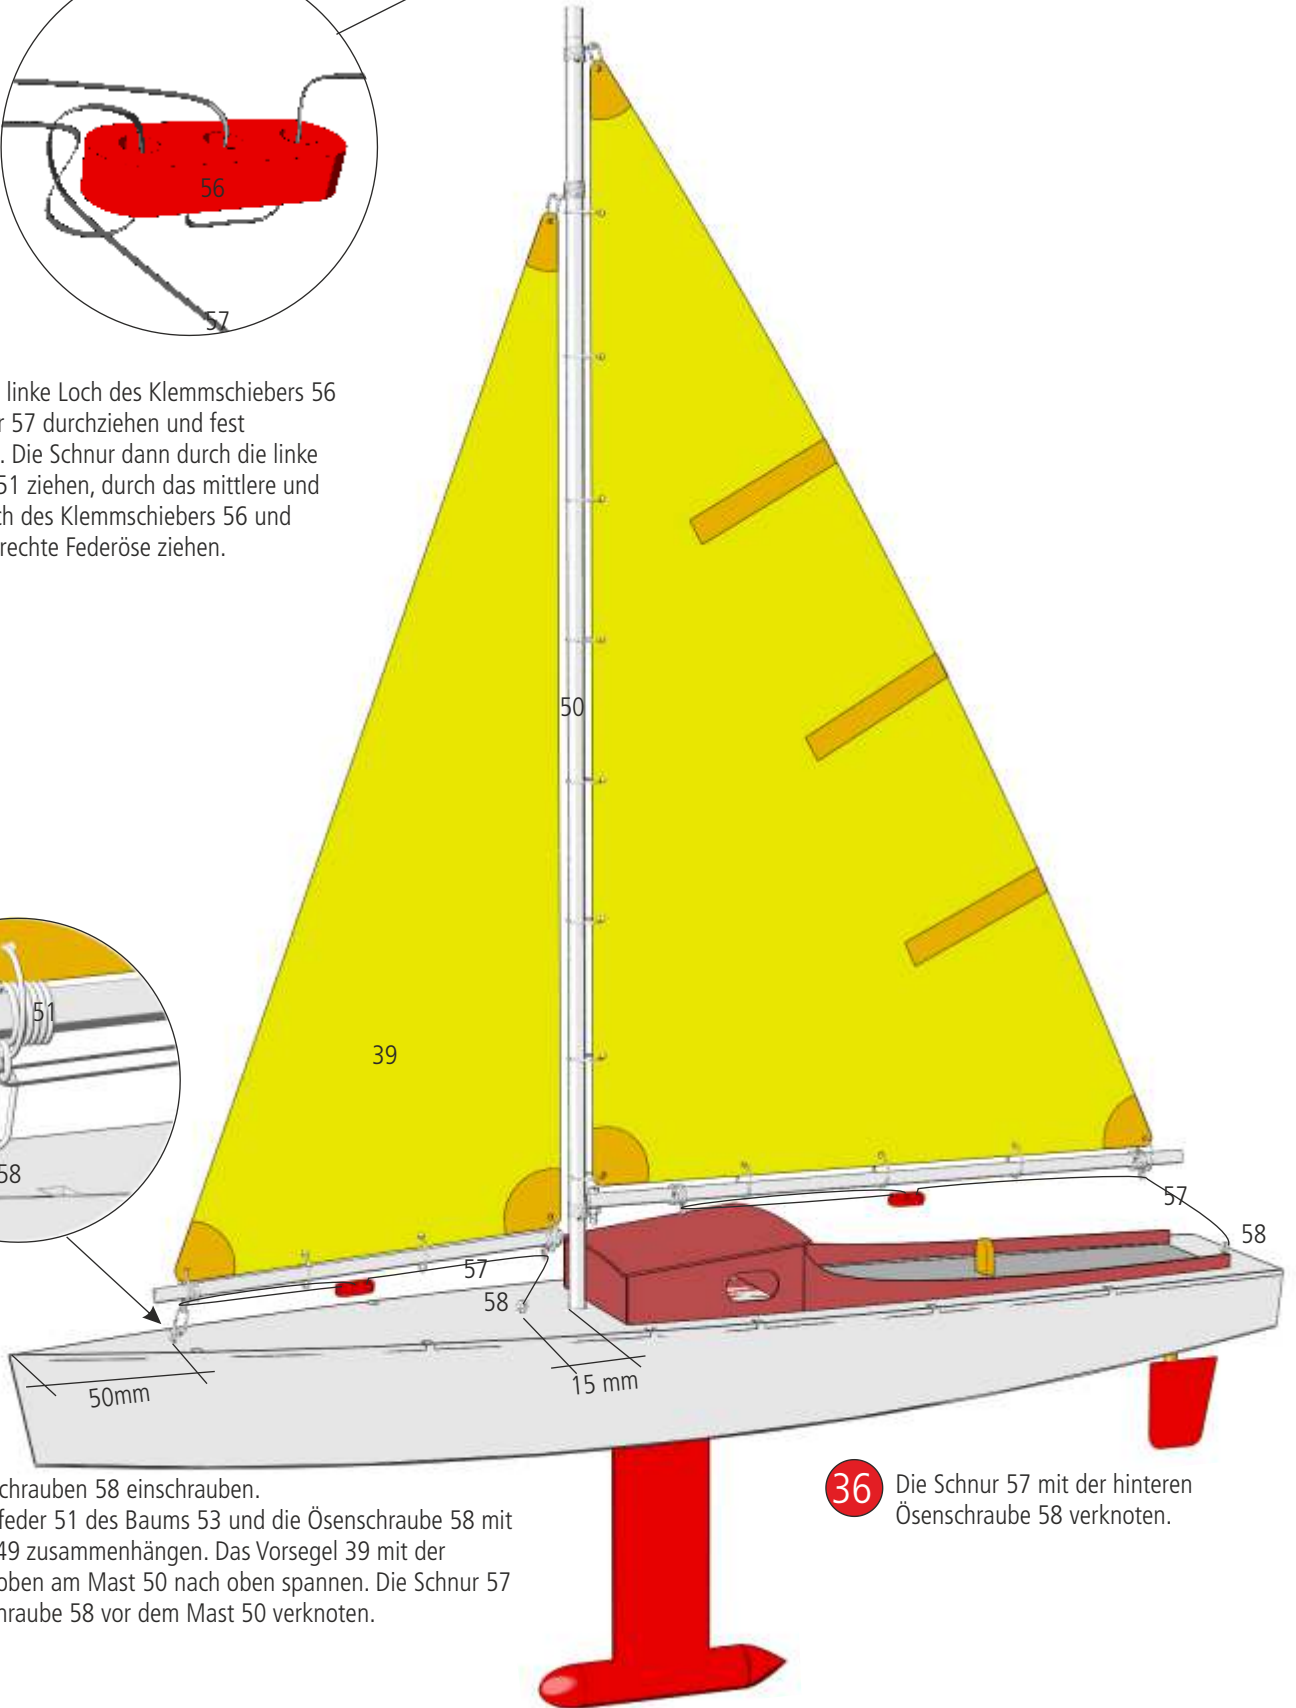 56
57
linke Loch des Klemmschiebers 56
57 durchziehen und fest
. Die Schnur dann durch die linke
51 ziehen, durch das mittlere und
des Klemmschiebers 56 und
rechte Federöse ziehen.
50
39
51
58
57
58
57
58
50mm
15 mm
58 einschrauben.
51 des Baums 53 und die Ösenschraube 58 mit
49 zusammenhängen. Das Vorsegel 39 mit der
oben am Mast 50 nach oben spannen. Die Schnur 57
58 vor dem Mast 50 verknoten.
36 Die Schnur 57 mit der hinteren
Ösenschraube 58 verknoten.